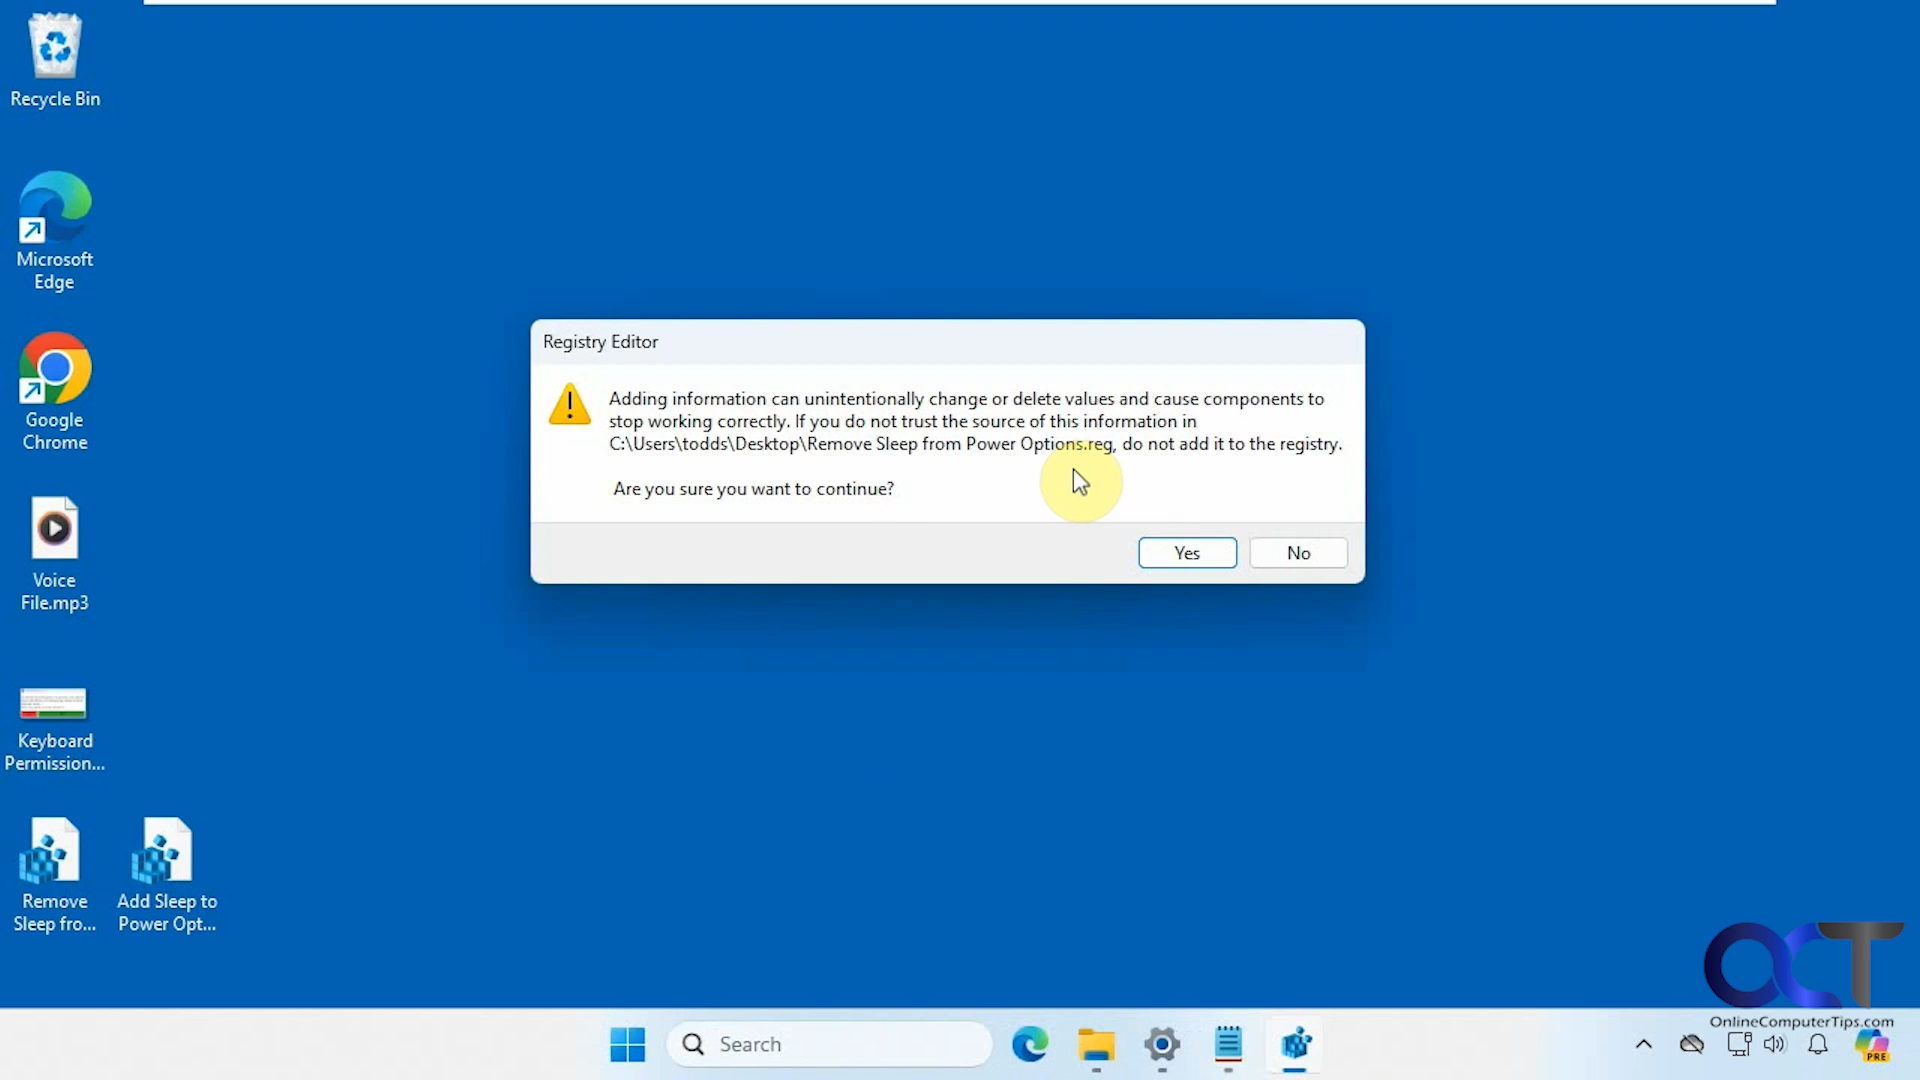 Recycle Bin
Microsoft
Edge
Google
Chrome
Voice
File.mp3
Keyboard
Permission...
Remove
Sleep fro...
Add Sleep to
Power Opt...
Registry Editor
Adding information can unintentionally change or delete values and cause components to
stop working correctly. If you do not trust the source of this information in
C:\Users\todds\Desktop\Remove Sleep from Power Options.reg, do not add it to the registry.
Are you sure you want to continue?
Yes
No
OCT
OnlineComputerTips.com
Search
PRE